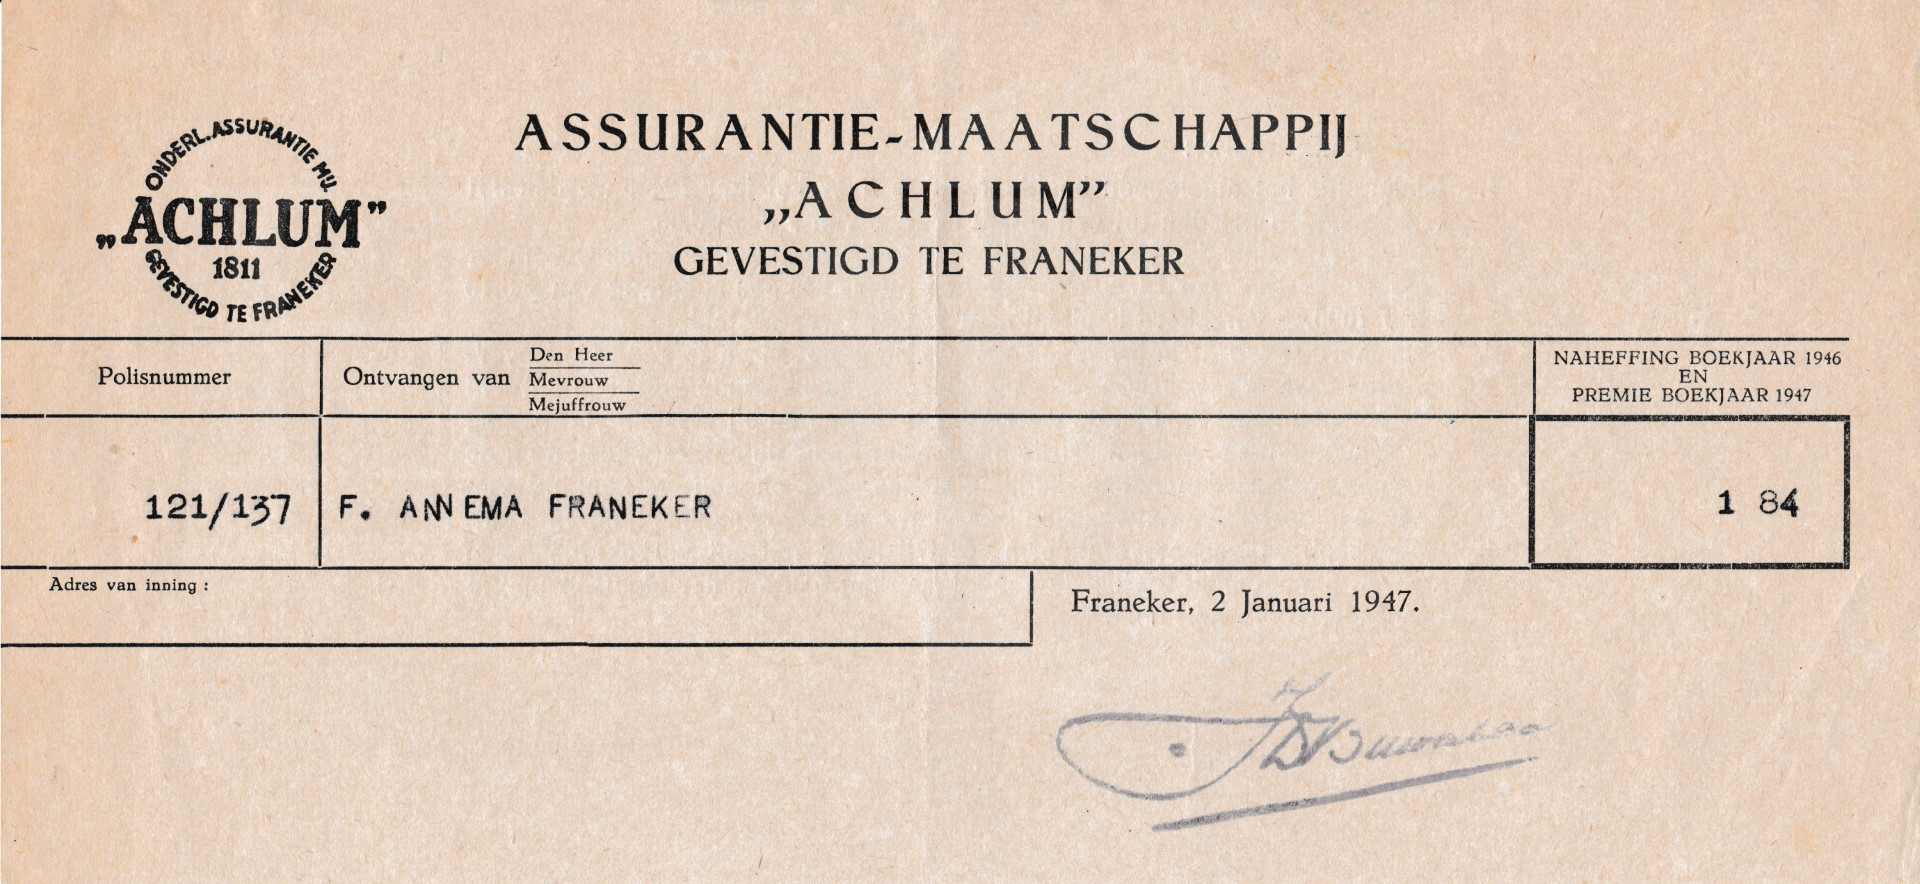 ONDERL. ASSURANTIE MIJ.
„ACHLUM”
1811
GEVESTIGD TE FRANEKER
ASSURANTIE-MAATSCHAPPIJ
„ACHLUM”
GEVESTIGD TE FRANEKER
Polisnummer
Ontvangen van
Den Heer
Mevrouw
Mejuffrouw
NAHEFFING BOEKJAAR 1946
EN
PREMIE BOEKJAAR 1947
121/137
F. ANNEMA FRANEKER
1 84
Adres van inning :
Franeker, 2 Januari 1947.